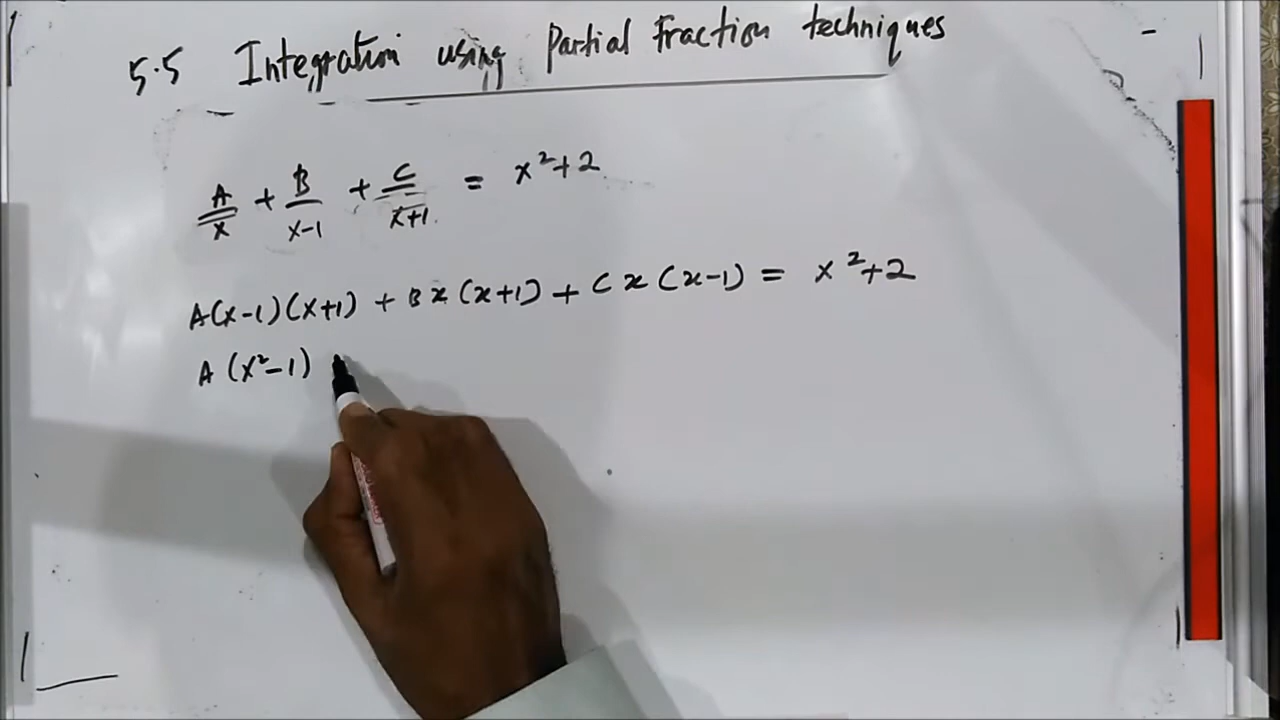 5.5 Integration using Partial Fraction techniques
A/x + B/x-1 + C/x+1 = x²+2
A(x-1)(x+1) + Bx(x+1) + Cx(x-1) = x²+2
A(x²-1)